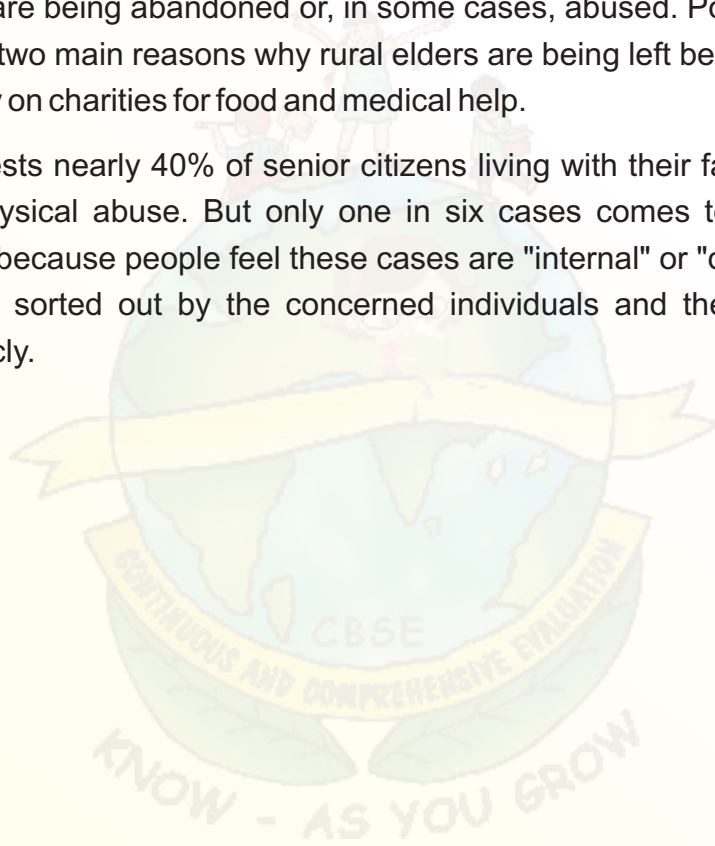 are being abandoned or, in some cases, abused. Po
two main reasons why rural elders are being left be
on charities for food and medical help.
ests nearly 40% of senior citizens living with their fa
ysical abuse. But only one in six cases comes t
because people feel these cases are "internal" or "
sorted out by the concerned individuals and the
cly.
CBSE
CONTINUOUS AND COMPREHENSIVE EVALUATION
KNOW - AS YOU GROW